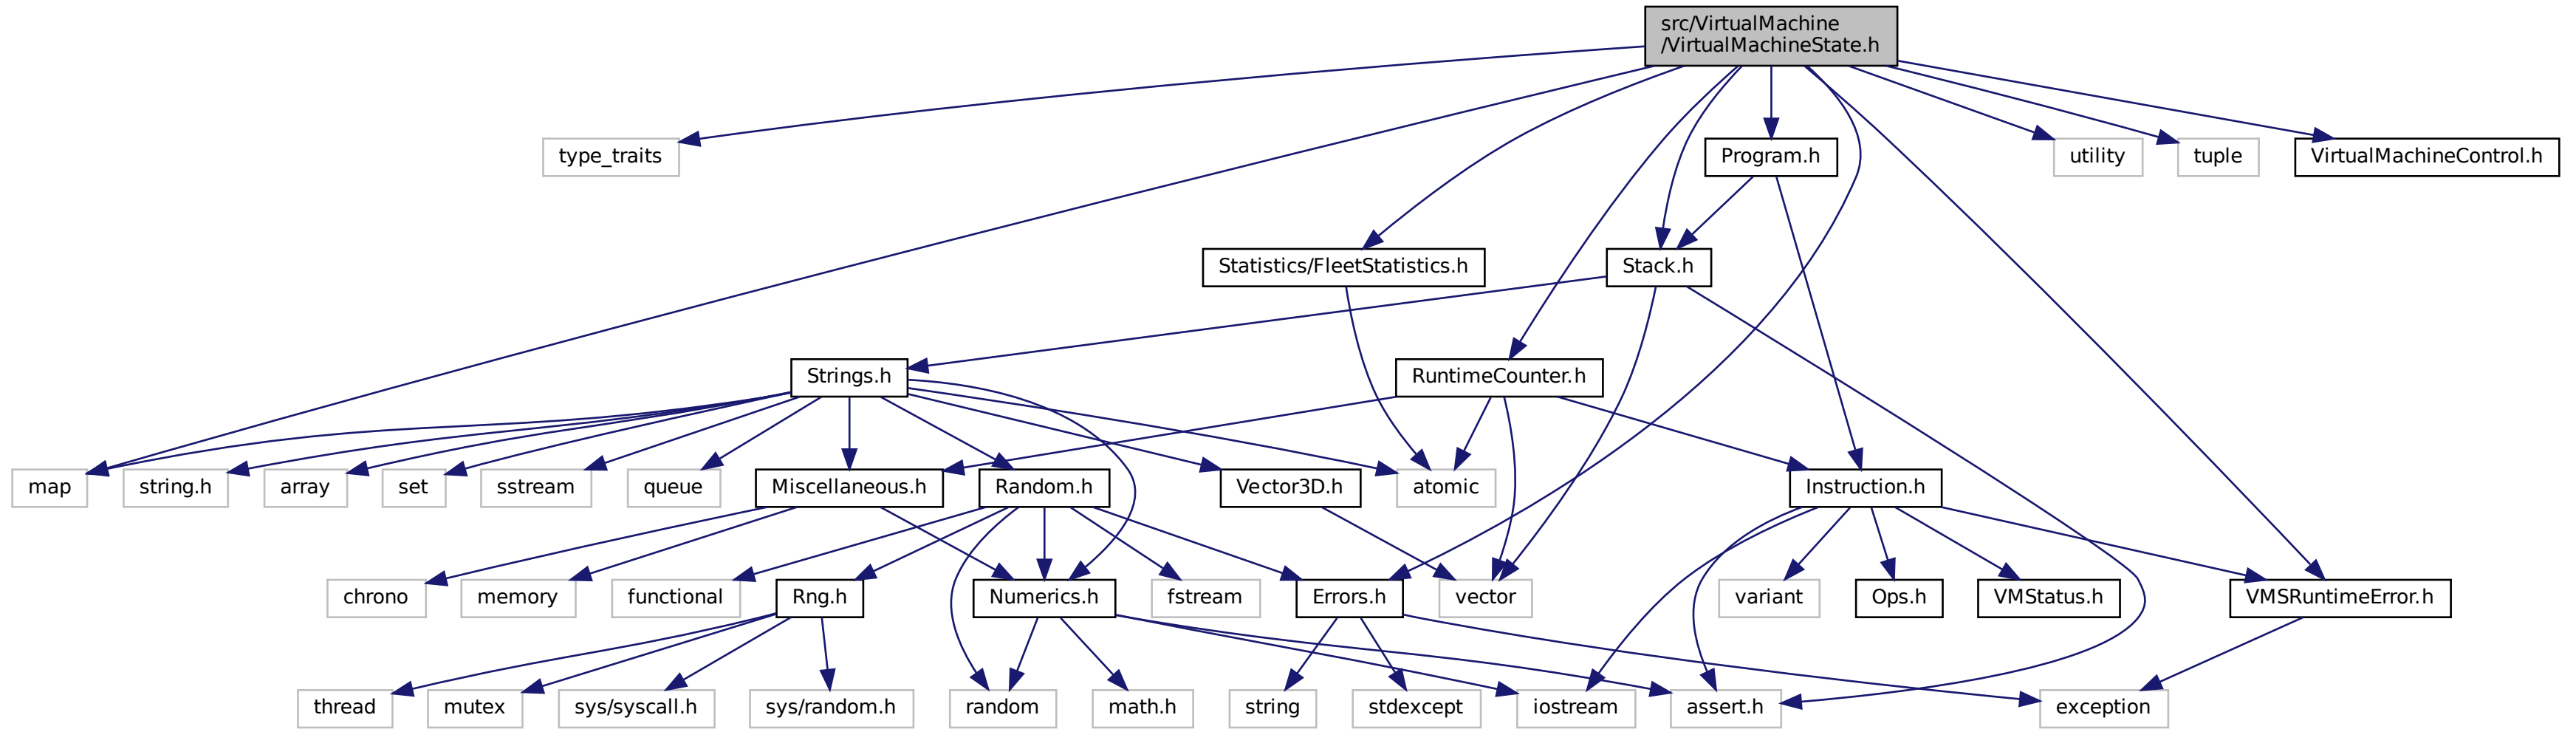 src/VirtualMachine
/VirtualMachineState.h
type_traits
Program.h
utility
tuple
VirtualMachineControl.h
Statistics/FleetStatistics.h
Stack.h
Strings.h
RuntimeCounter.h
map
string.h
array
set
sstream
queue
Miscellaneous.h
Random.h
Vector3D.h
atomic
Instruction.h
chrono
memory
functional
Rng.h
Numerics.h
fstream
Errors.h
vector
variant
Ops.h
VMStatus.h
VMSRuntimeError.h
thread
mutex
sys/syscall.h
sys/random.h
random
math.h
string
stdexcept
iostream
assert.h
exception